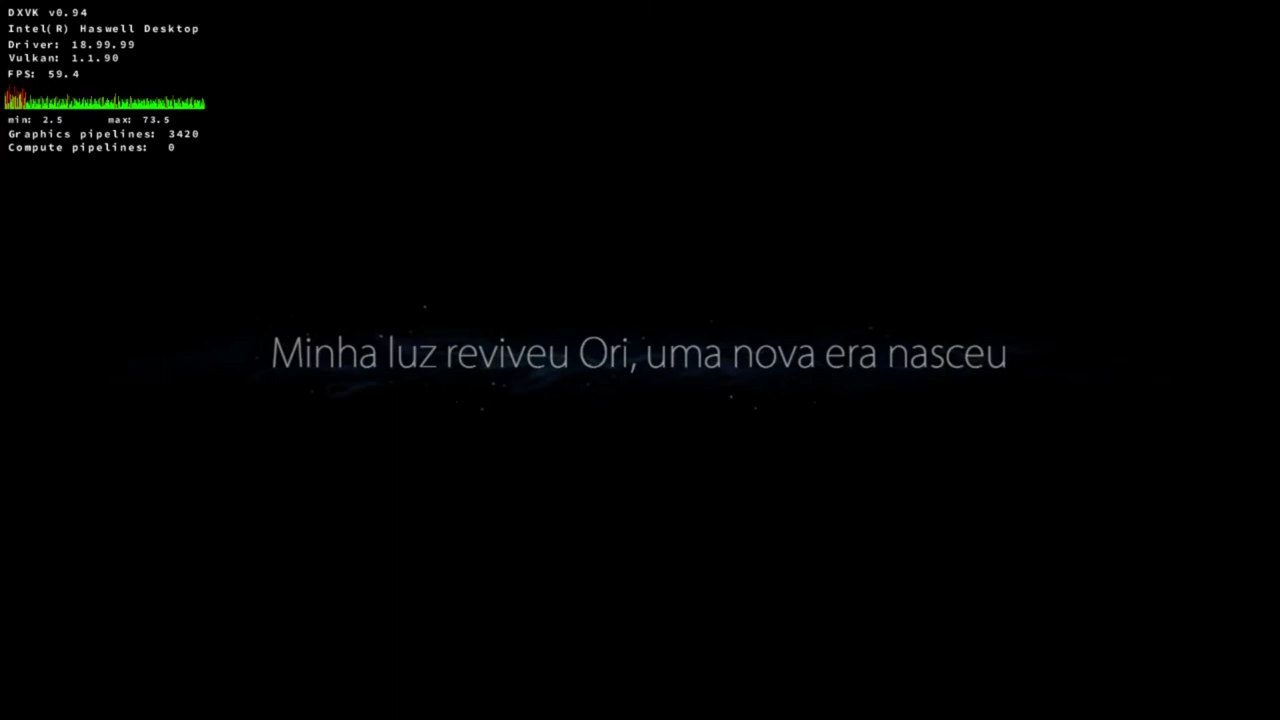 DXVK v0.94
Intel(R) Haswell Desktop
Driver: 18.99.99
Vulkan: 1.1.90
FPS: 59.4
min: 2.5 max: 73.5
Graphics pipelines: 3420
Compute pipelines: 0
Minha luz reviveu Ori, uma nova era nasceu